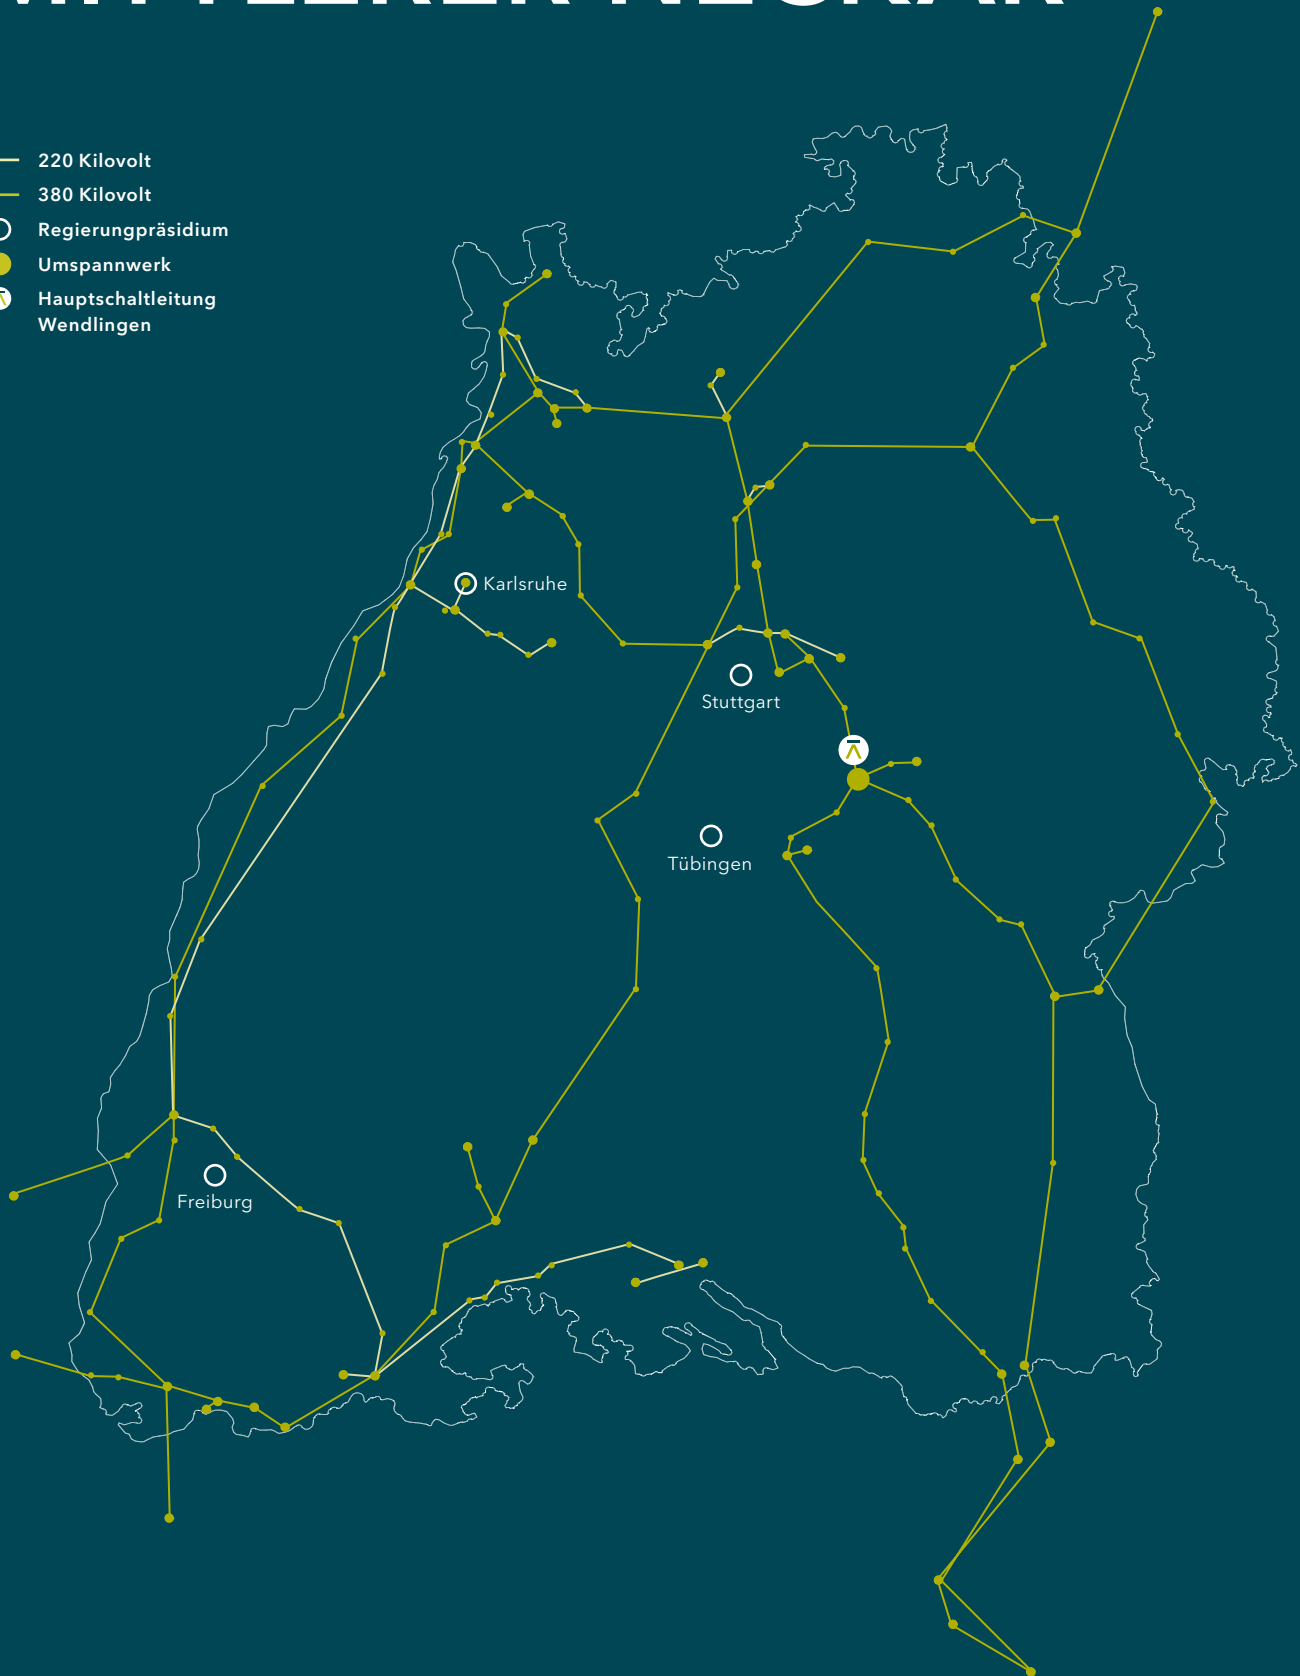 220 Kilovolt
380 Kilovolt
Regierungpräsidium
Umspannwerk
Hauptschaltleitung
Wendlingen
Karlsruhe
Stuttgart
Tübingen
Freiburg